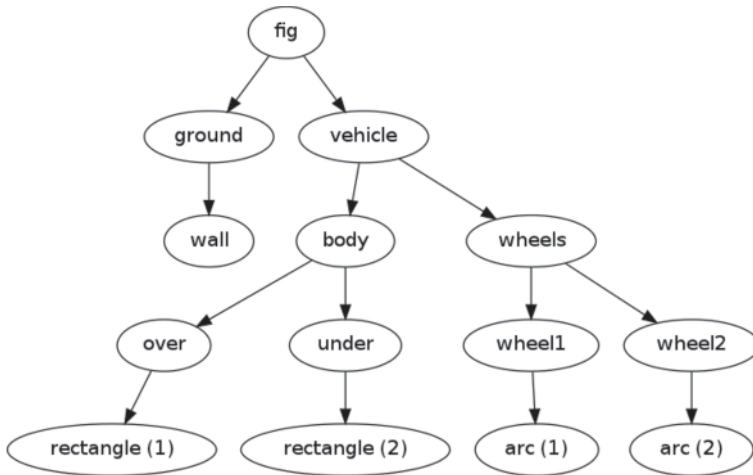 fig
ground
vehicle
wall
body
wheels
over
under
wheel1
wheel2
rectangle (1)
rectangle (2)
arc (1)
arc (2)